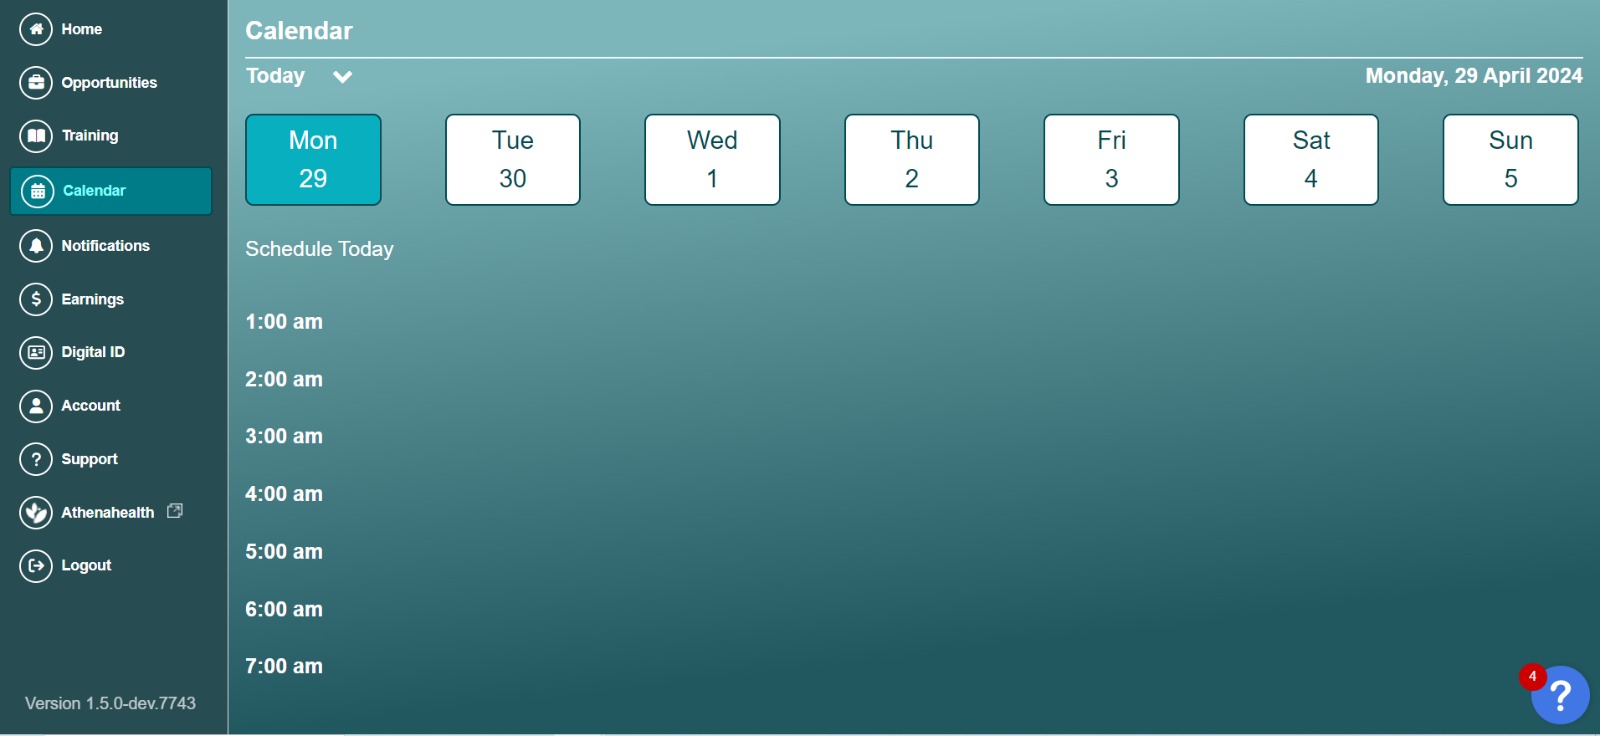 Home
Opportunities
Training
Calendar
Notifications
Earnings
Digital ID
Account
Support
Athenahealth
Logout
Version 1.5.0-dev.7743
Calendar
Today
Monday, 29 April 2024
Mon
29
Tue
30
Wed
1
Thu
2
Fri
3
Sat
4
Sun
5
Schedule Today
1:00 am
2:00 am
3:00 am
4:00 am
5:00 am
6:00 am
7:00 am
4
?